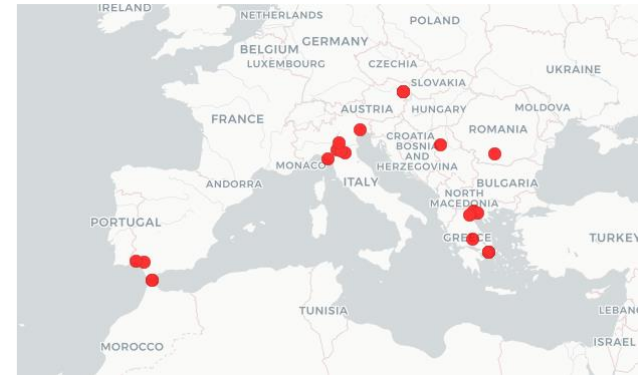 IRELAND
NETHERLANDS
POLAND
BELGIUM
GERMANY
LUXEMBOURG
CZECHIA
UKRAINE
SLOVAKIA
AUSTRIA
HUNGARY
MOLDOVA
FRANCE
CROATIA
ROMANIA
BOSNIA
AND
HERZEGOVINA
MONACO
ITALY
ANDORRA
BULGARIA
NORTH
MACEDONIA
PORTUGAL
GREECE
TURKEY
TUNISIA
MOROCCO
ISRAEL